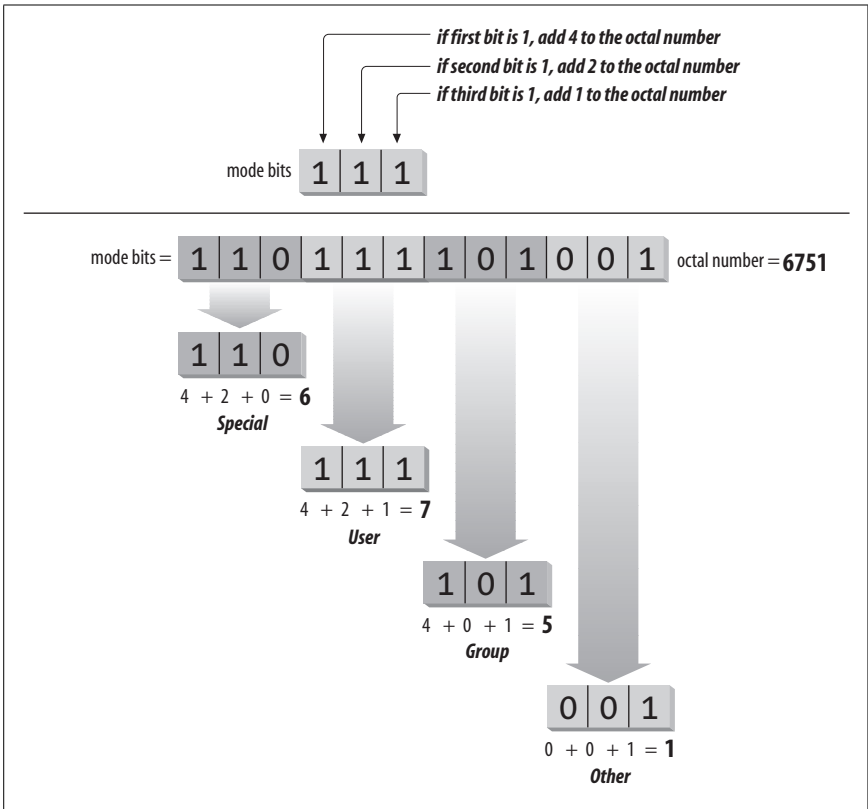 if first bit is 1, add 4 to the octal number
if second bit is 1, add 2 to the octal number
if third bit is 1, add 1 to the octal number
mode bits 1 1 1
mode bits = 1 1 0 1 1 1 1 0 1 0 0 1 octal number = 6751
1 1 0
4 + 2 + 0 = 6
Special
1 1 1
4 + 2 + 1 = 7
User
1 0 1
4 + 0 + 1 = 5
Group
0 0 1
0 + 0 + 1 = 1
Other